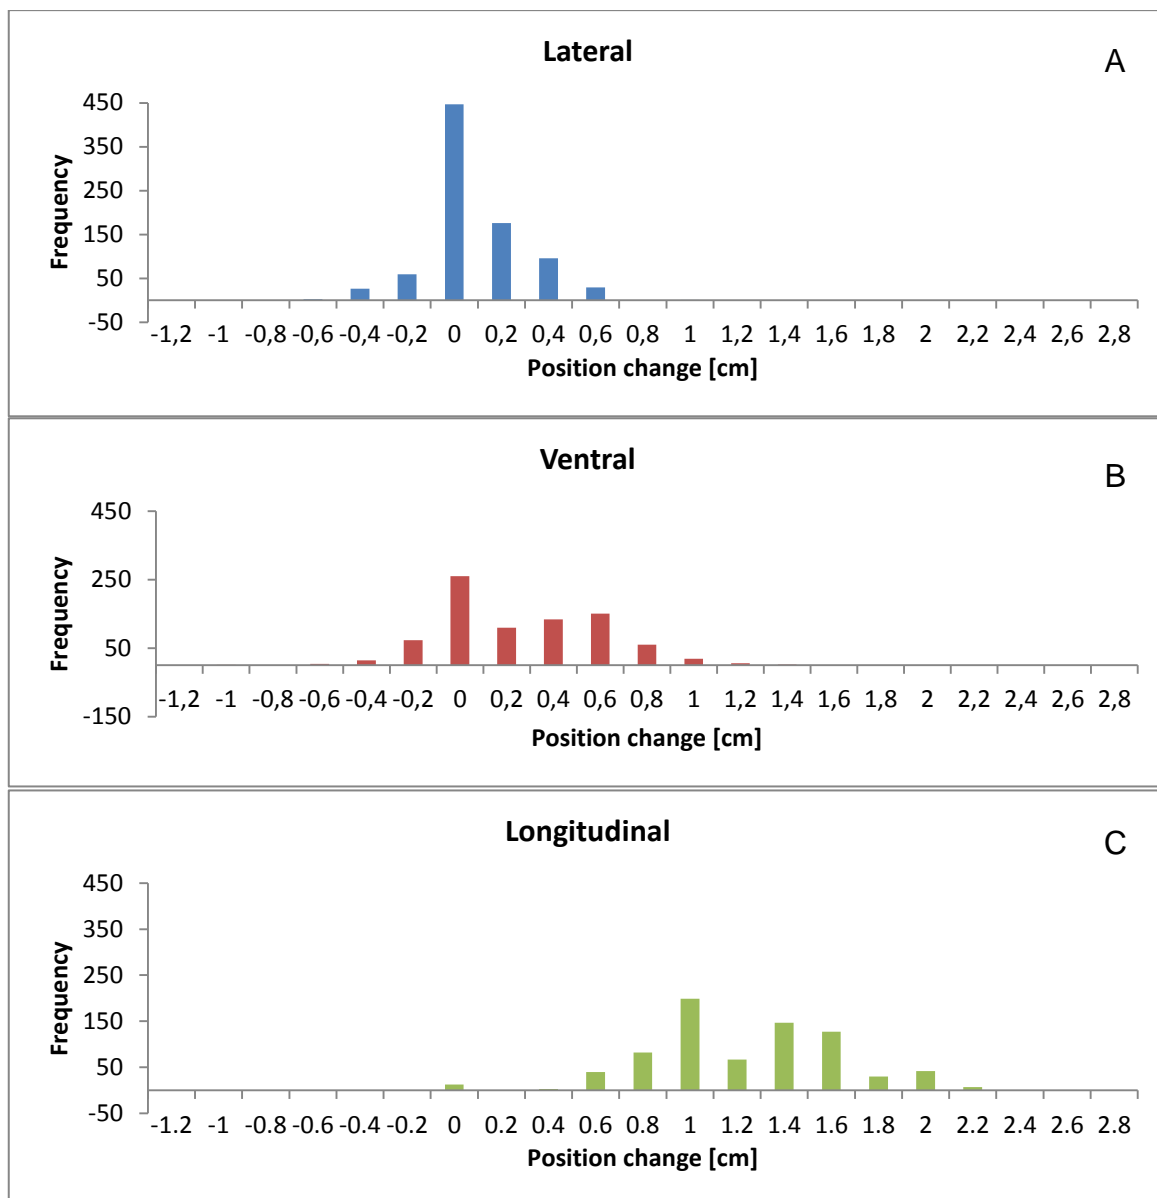 Lateral
A
450
350
250
150
50
-50
Frequency
-1,2 -1 -0,8 -0,6 -0,4 -0,2 0 0,2 0,4 0,6 0,8 1 1,2 1,4 1,6 1,8 2 2,2 2,4 2,6 2,8
Position change [cm]
Ventral
B
450
250
50
-150
Frequency
-1,2 -1 -0,8 -0,6 -0,4 -0,2 0 0,2 0,4 0,6 0,8 1 1,2 1,4 1,6 1,8 2 2,2 2,4 2,6 2,8
Position change [cm]
Longitudinal
C
450
350
250
150
50
-50
Frequency
-1.2 -1 -0.8 -0.6 -0.4 -0.2 0 0.2 0.4 0.6 0.8 1 1.2 1.4 1.6 1.8 2 2.2 2.4 2.6 2.8
Position change [cm]